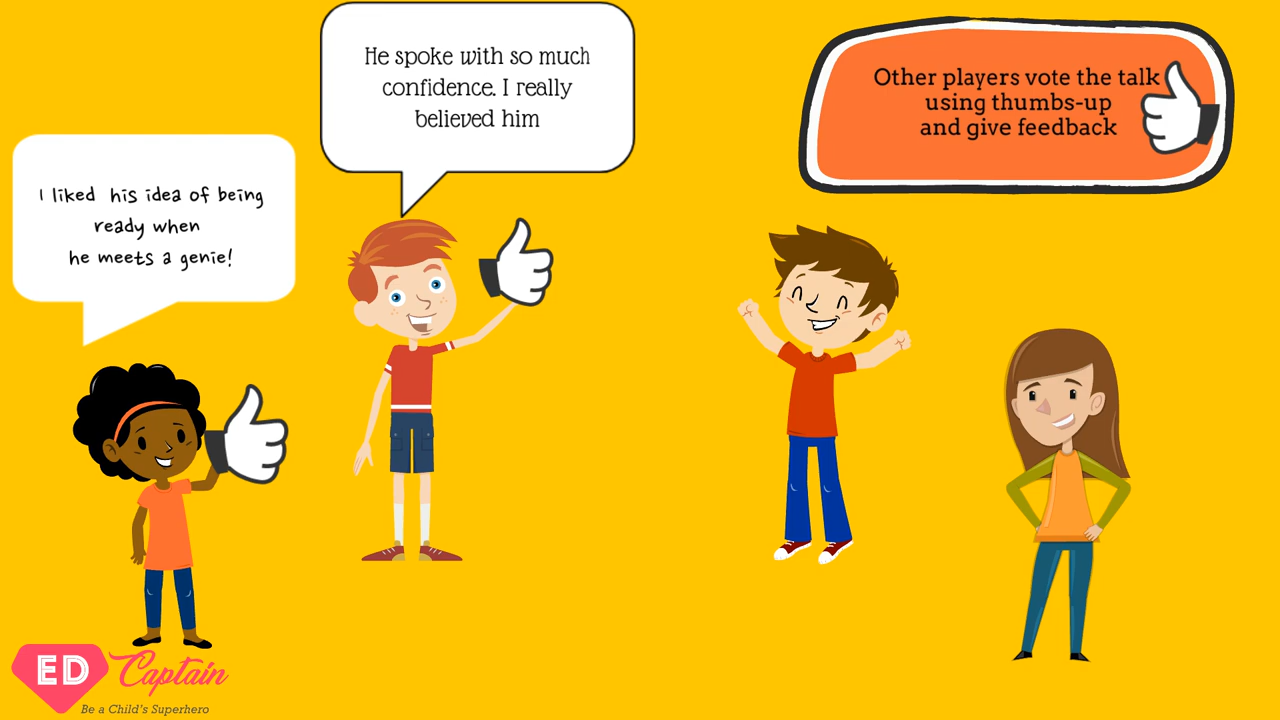 He spoke with so much
confidence. I really
believed him
Other players vote the talk
using thumbs-up
and give feedback
I liked his idea of being
ready when
he meets a genie!
ED Captain
Be a Child's Superhero